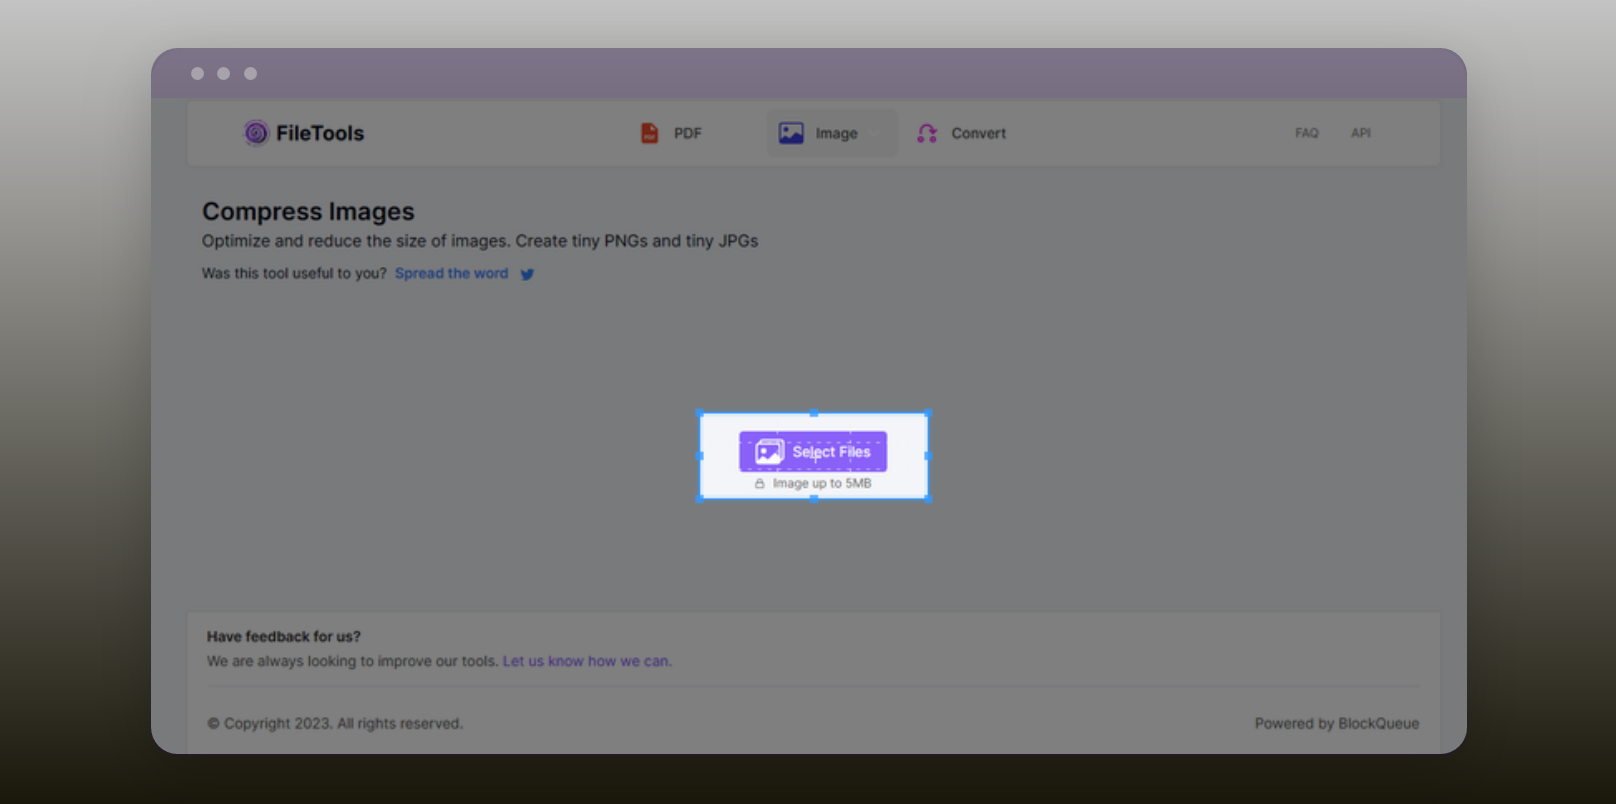 FileTools
PDF
Image
Convert
FAQ
API
Compress Images
Optimize and reduce the size of images. Create tiny PNGs and tiny JPGs
Was this tool useful to you? Spread the word
Select Files
Image up to 5MB
Have feedback for us?
We are always looking to improve our tools. Let us know how we can.
© Copyright 2023. All rights reserved.
Powered by BlockQueue